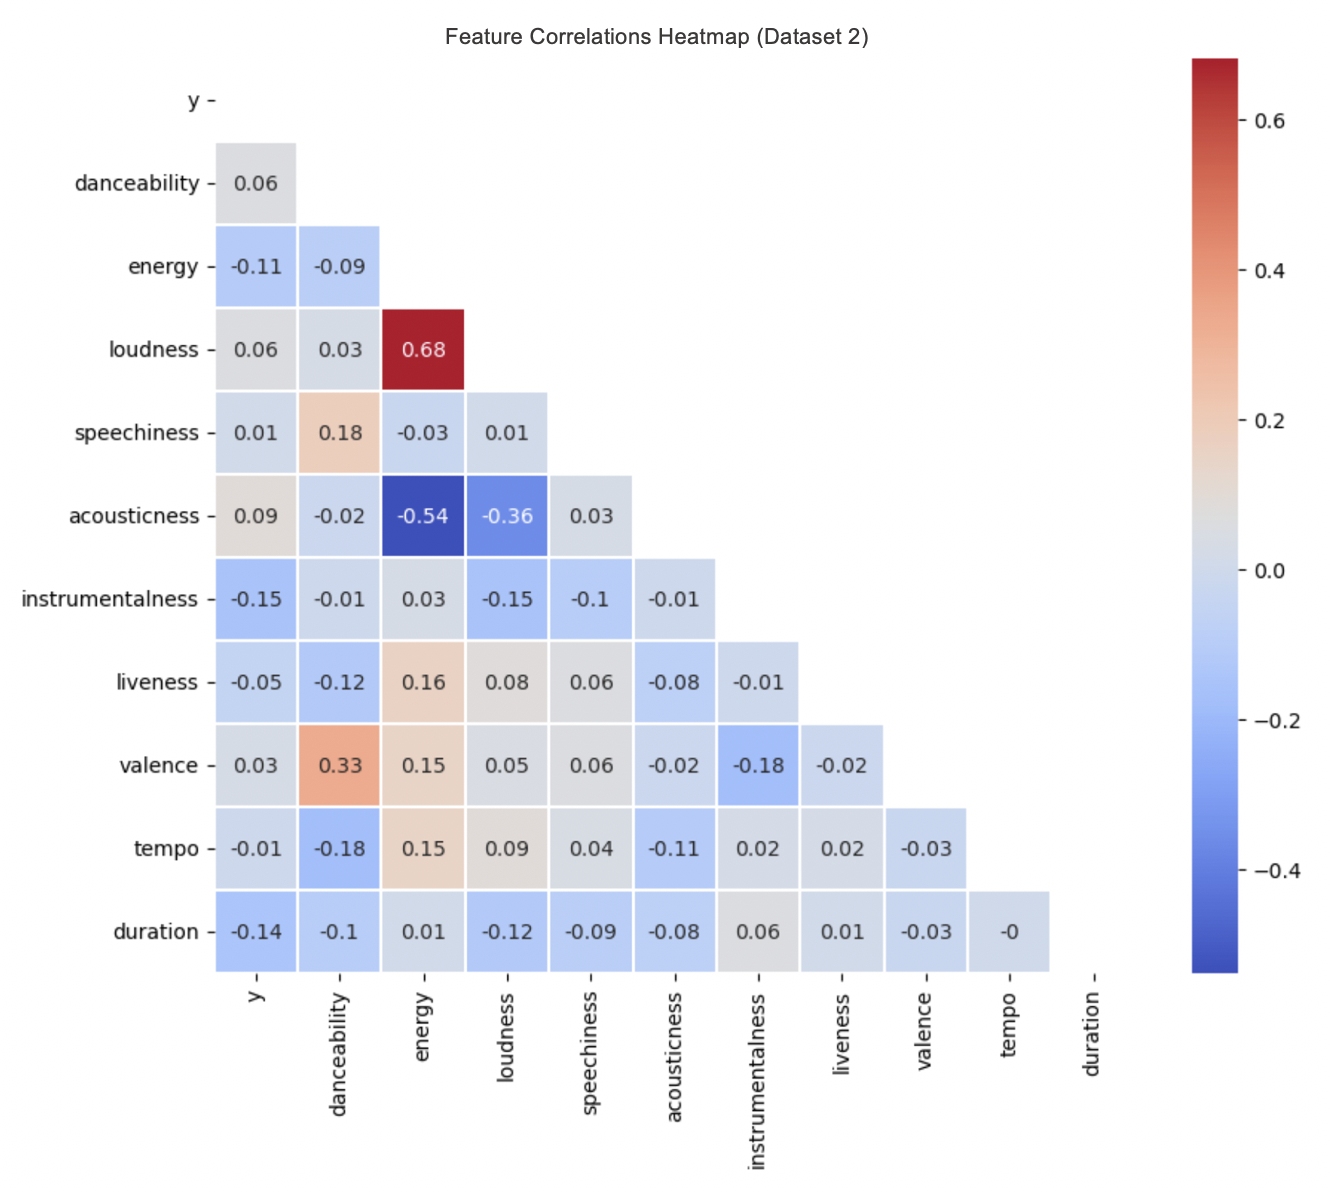 Feature Correlations Heatmap (Dataset 2)
y
danceability 0.06
energy -0.11 -0.09
loudness 0.06 0.03 0.68
speechiness 0.01 0.18 -0.03 0.01
acousticness 0.09 -0.02 -0.54 -0.36 0.03
instrumentalness -0.15 -0.01 0.03 -0.15 -0.1 -0.01
liveness -0.05 -0.12 0.16 0.08 0.06 -0.08 -0.01
valence 0.03 0.33 0.15 0.05 0.06 -0.02 -0.18 -0.02
tempo -0.01 -0.18 0.15 0.09 0.04 -0.11 0.02 0.02 -0.03
duration -0.14 -0.1 0.01 -0.12 -0.09 -0.08 0.06 0.01 -0.03 -0
y
danceability
energy
loudness
speechiness
acousticness
instrumentalness
liveness
valence
tempo
duration
0.6
0.4
0.2
0.0
−0.2
−0.4